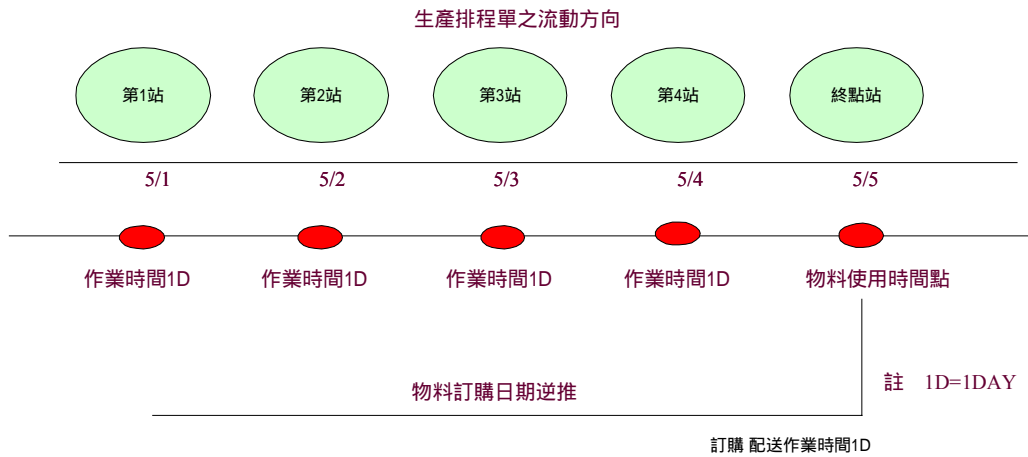 生產排程單之流動方向
第1站
第2站
第3站
第4站
終點站
5/1
5/2
5/3
5/4
5/5
作業時間1D
作業時間1D
作業時間1D
作業時間1D
物料使用時間點
物料訂購日期逆推
註 1D=1DAY
訂購 配送作業時間1D